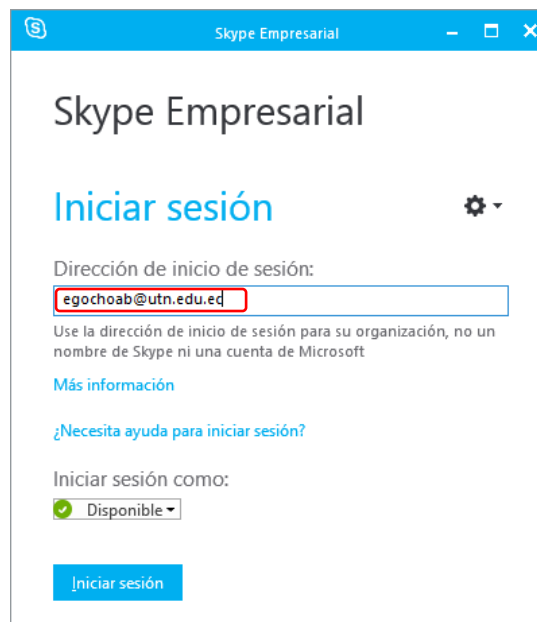 Skype Empresarial
Skype Empresarial
Iniciar sesión
Dirección de inicio de sesión:
egochoab@utn.edu.ec
Use la dirección de inicio de sesión para su organización, no un
nombre de Skype ni una cuenta de Microsoft
Más información
¿Necesita ayuda para iniciar sesión?
Iniciar sesión como:
Disponible
Iniciar sesión